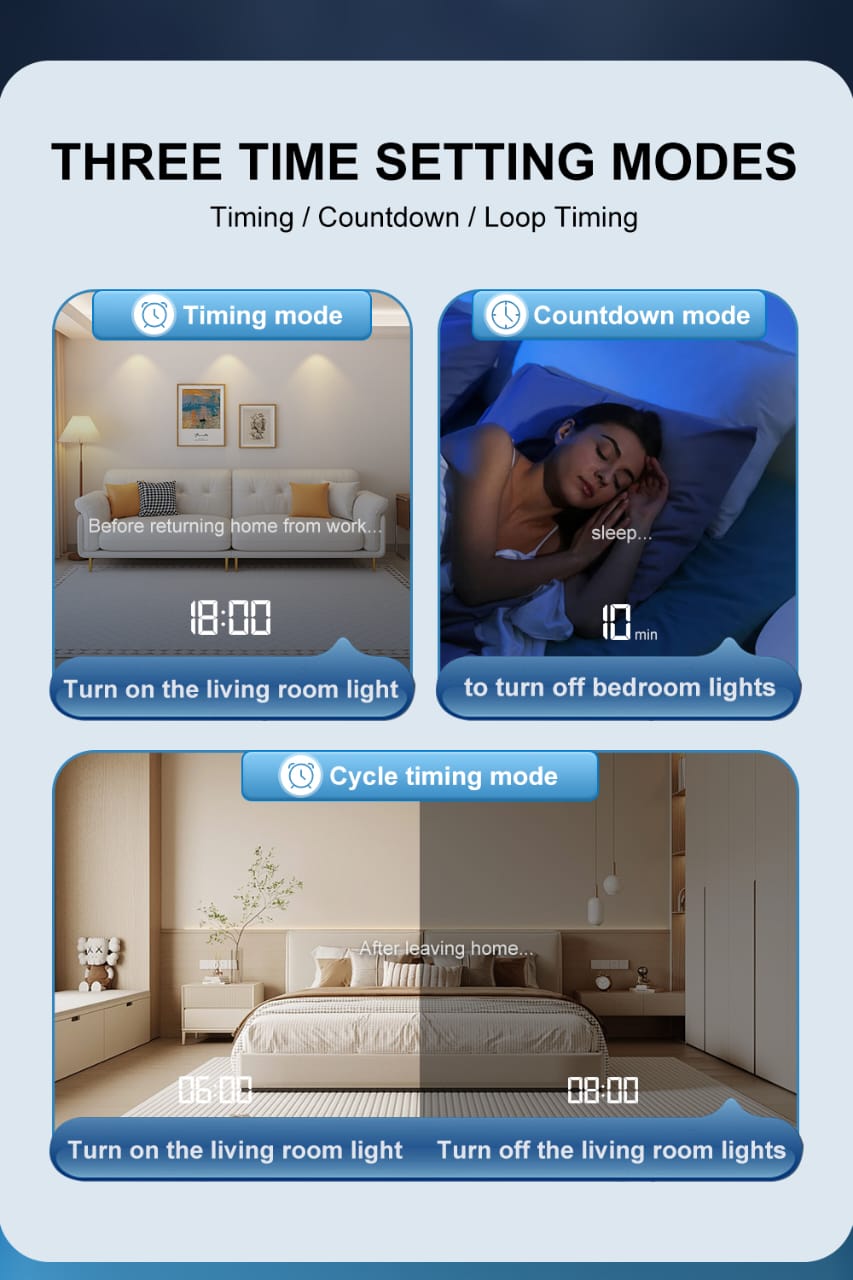 THREE TIME SETTING MODES
Timing / Countdown / Loop Timing
Timing mode
Before returning home from work...
18:00
Turn on the living room light
Countdown mode
sleep...
10 min
to turn off bedroom lights
Cycle timing mode
After leaving home...
06:00
08:00
Turn on the living room light
Turn off the living room lights